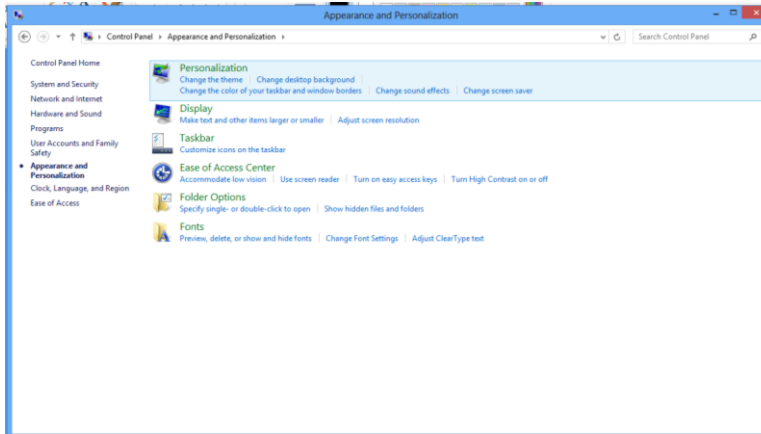 Appearance and Personalization
Control Panel › Appearance and Personalization ›
Search Control Panel
Control Panel Home
System and Security
Network and Internet
Hardware and Sound
Programs
User Accounts and Family
Safety
Appearance and
Personalization
Clock, Language, and Region
Ease of Access
Personalization
Change the theme | Change desktop background
Change the color of your taskbar and window borders | Change sound effects | Change screen saver
Display
Make text and other items larger or smaller | Adjust screen resolution
Taskbar
Customize icons on the taskbar
Ease of Access Center
Accommodate low vision | Use screen reader | Turn on easy access keys | Turn High Contrast on or off
Folder Options
Specify single- or double-click to open | Show hidden files and folders
Fonts
Preview, delete, or show and hide fonts | Change Font Settings | Adjust ClearType text